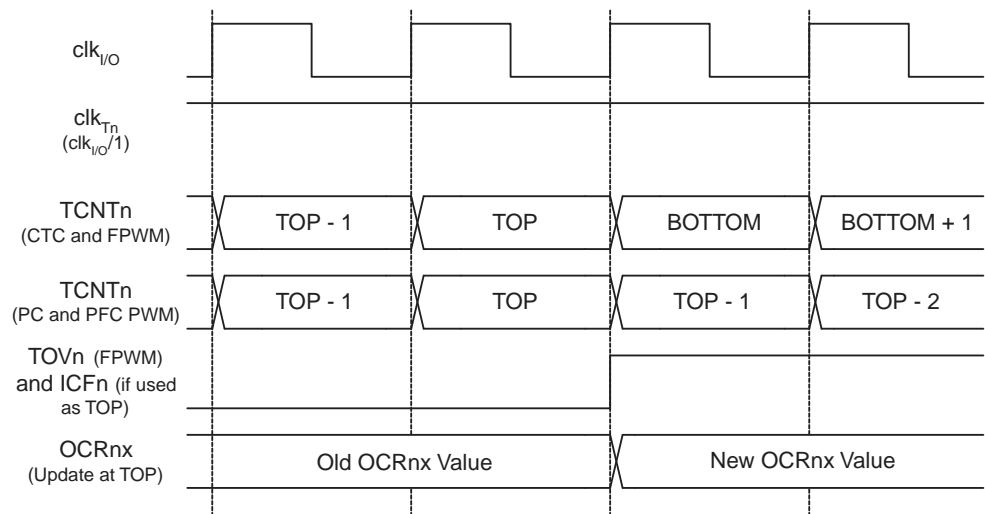 clkI/O
clkTn
(clkI/O/1)
TCNTn
(CTC and FPWM)
TOP - 1
TOP
BOTTOM
BOTTOM + 1
TCNTn
(PC and PFC PWM)
TOP - 1
TOP
TOP - 1
TOP - 2
TOVn (FPWM)
and ICFn (if used
as TOP)
OCRnx
(Update at TOP)
Old OCRnx Value
New OCRnx Value